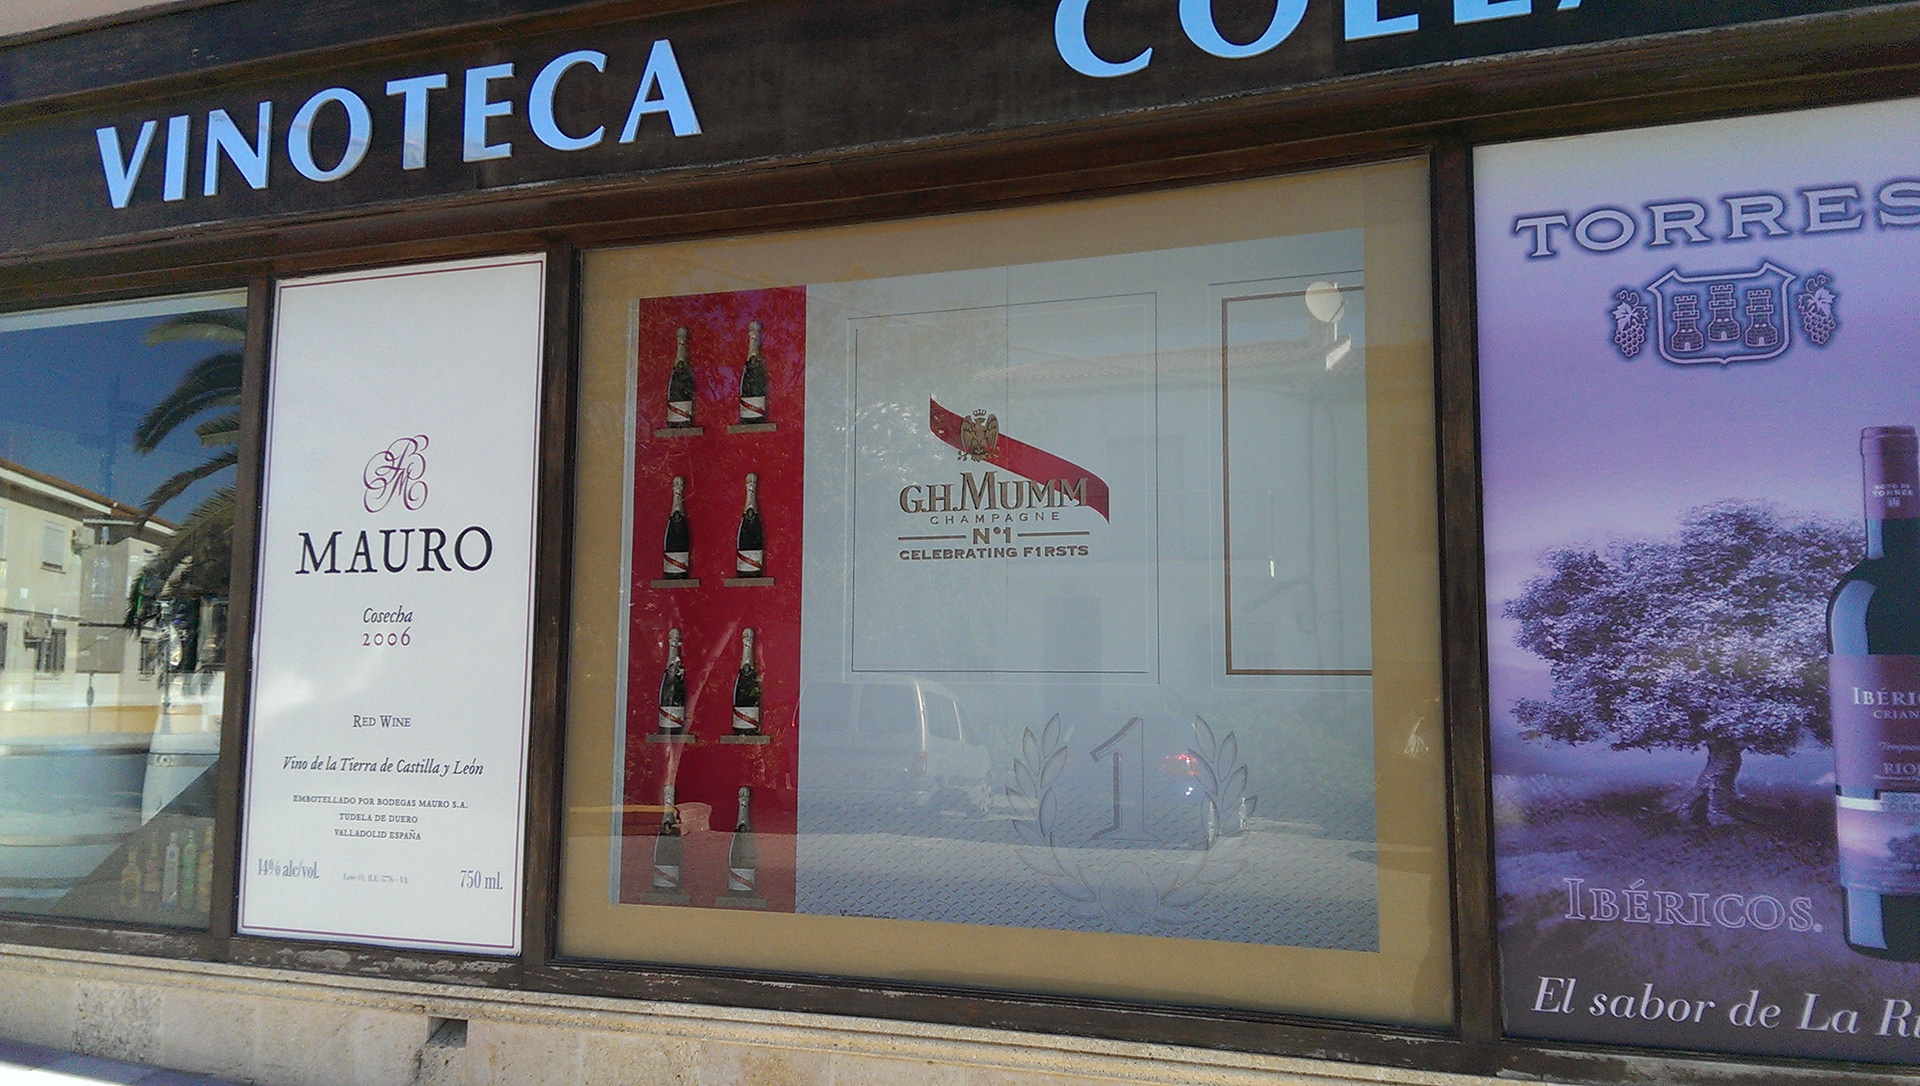 VINOTECA
MAURO
Cosecha
2006
RED WINE
Vino de la Tierra de Castilla y León
EMBOTELLADO POR BODEGAS MAURO S.A.
TUDELA DE DUERO
VALLADOLID ESPAÑA
14% alc/vol.
750 ml.
G.H.MUMM
CHAMPAGNE
Nº1
CELEBRATING F1RSTS
1
TORRES
IBÉRICOS
El sabor de La